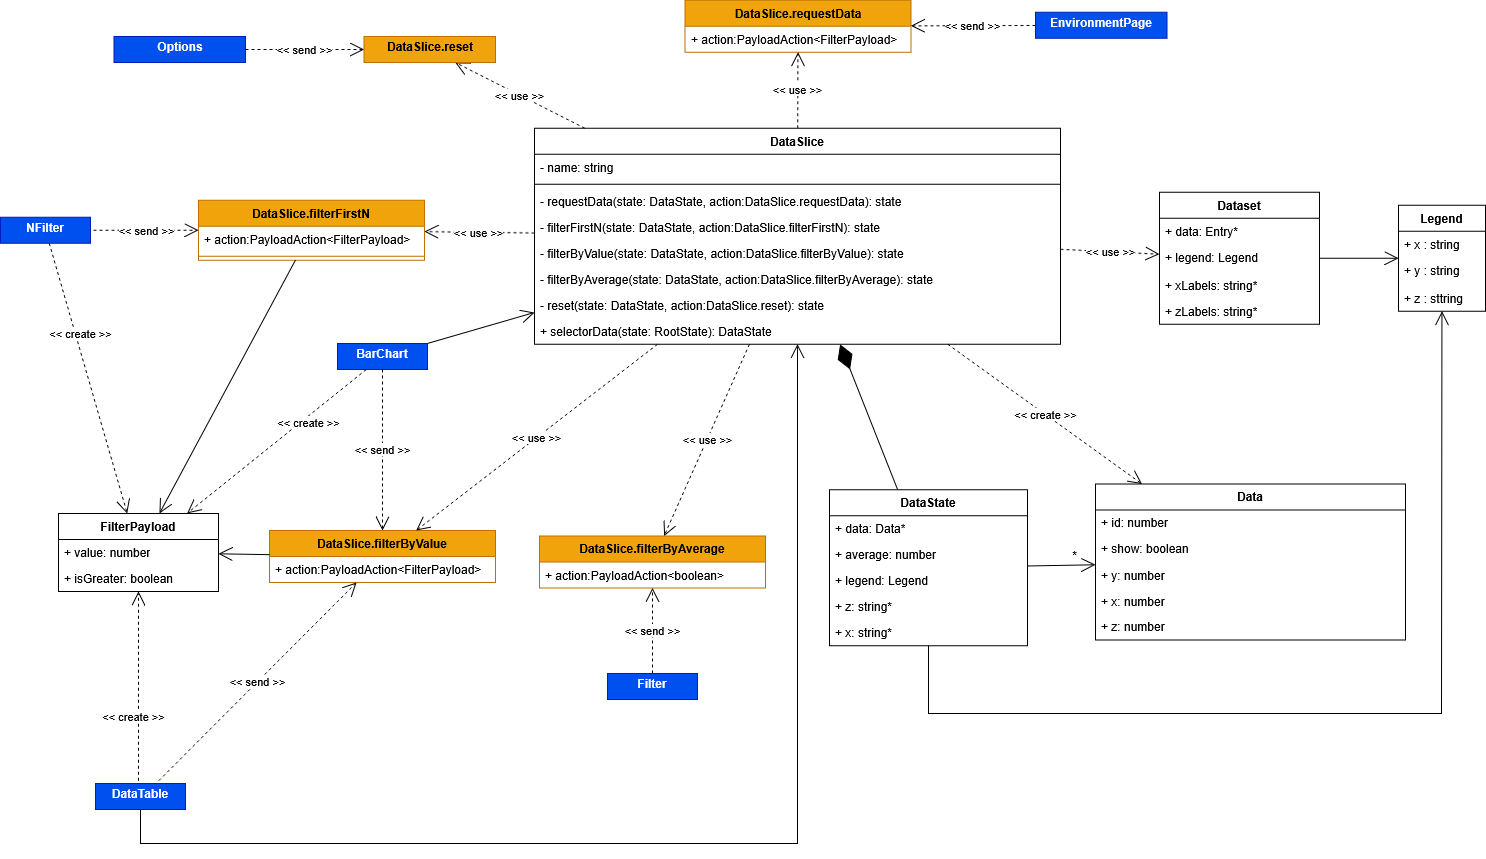 DataSlice.requestData
+ action:PayloadAction<FilterPayload>
<< send >>
EnvironmentPage
Options
<< send >>
DataSlice.reset
<< use >>
<< use >>
DataSlice
- name: string
- requestData(state: DataState, action:DataSlice.requestData): state
- filterFirstN(state: DataState, action:DataSlice.filterFirstN): state
- filterByValue(state: DataState, action:DataSlice.filterByValue): state
- filterByAverage(state: DataState, action:DataSlice.filterByAverage): state
- reset(state: DataState, action:DataSlice.reset): state
+ selectorData(state: RootState): DataState
NFilter
<< send >>
DataSlice.filterFirstN
+ action:PayloadAction<FilterPayload>
<< use >>
<< use >>
Dataset
+ data: Entry*
+ legend: Legend
+ xLabels: string*
+ zLabels: string*
Legend
+ x : string
+ y : string
+ z : sttring
<< create >>
BarChart
<< create >>
<< send >>
<< use >>
<< use >>
<< create >>
FilterPayload
+ value: number
+ isGreater: boolean
DataSlice.filterByValue
+ action:PayloadAction<FilterPayload>
DataSlice.filterByAverage
+ action:PayloadAction<boolean>
DataState
+ data: Data*
+ average: number
+ legend: Legend
+ z: string*
+ x: string*
*
Data
+ id: number
+ show: boolean
+ y: number
+ x: number
+ z: number
<< send >>
Filter
<< send >>
<< create >>
DataTable